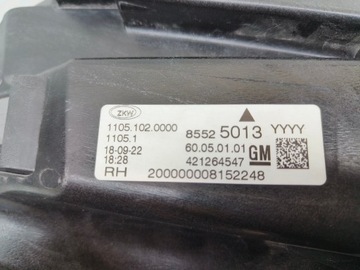 ZKW
1105.102.0000
1105.1
8552 5013 YYYY
18-09-22
18:28
60.05.01.01
421264547
GM
RH 200000008152248